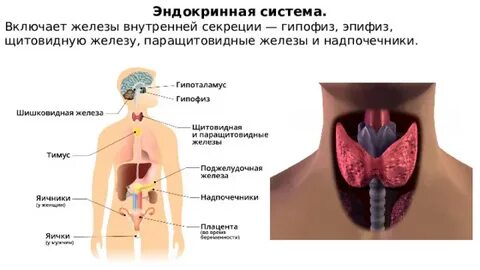 Эндокринная система.
Включает железы внутренней секреции — гипофиз, эпифиз,
щитовидную железу, паращитовидные железы и надпочечники.
Гипоталамус
Гипофиз
Шишковидная железа
Щитовидная
и паращитовидные
железы
Тимус
Поджелудочная
железа
Яичники
(у женщин)
Надпочечники
Плацента
(во время
беременности)
Яички
(у мужчин)